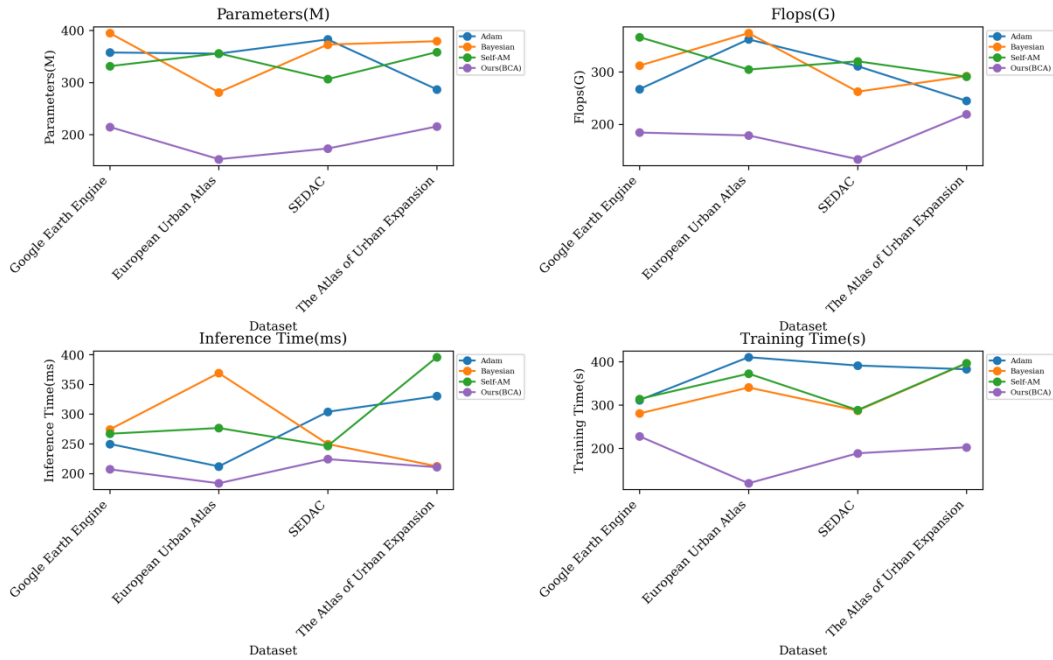 Parameters(M)
400
300
200
Parameters(M)
Adam
Bayesian
Self-AM
Ours(BCA)
Google Earth Engine
European Urban Atlas
SEDAC
The Atlas of Urban Expansion
Dataset
Flops(G)
300
200
Flops(G)
Adam
Bayesian
Self-AM
Ours(BCA)
Google Earth Engine
European Urban Atlas
SEDAC
The Atlas of Urban Expansion
Dataset
Inference Time(ms)
400
350
300
250
200
Inference Time(ms)
Adam
Bayesian
Self-AM
Ours(BCA)
Google Earth Engine
European Urban Atlas
SEDAC
The Atlas of Urban Expansion
Dataset
Training Time(s)
400
300
200
Training Time(s)
Adam
Bayesian
Self-AM
Ours(BCA)
Google Earth Engine
European Urban Atlas
SEDAC
The Atlas of Urban Expansion
Dataset